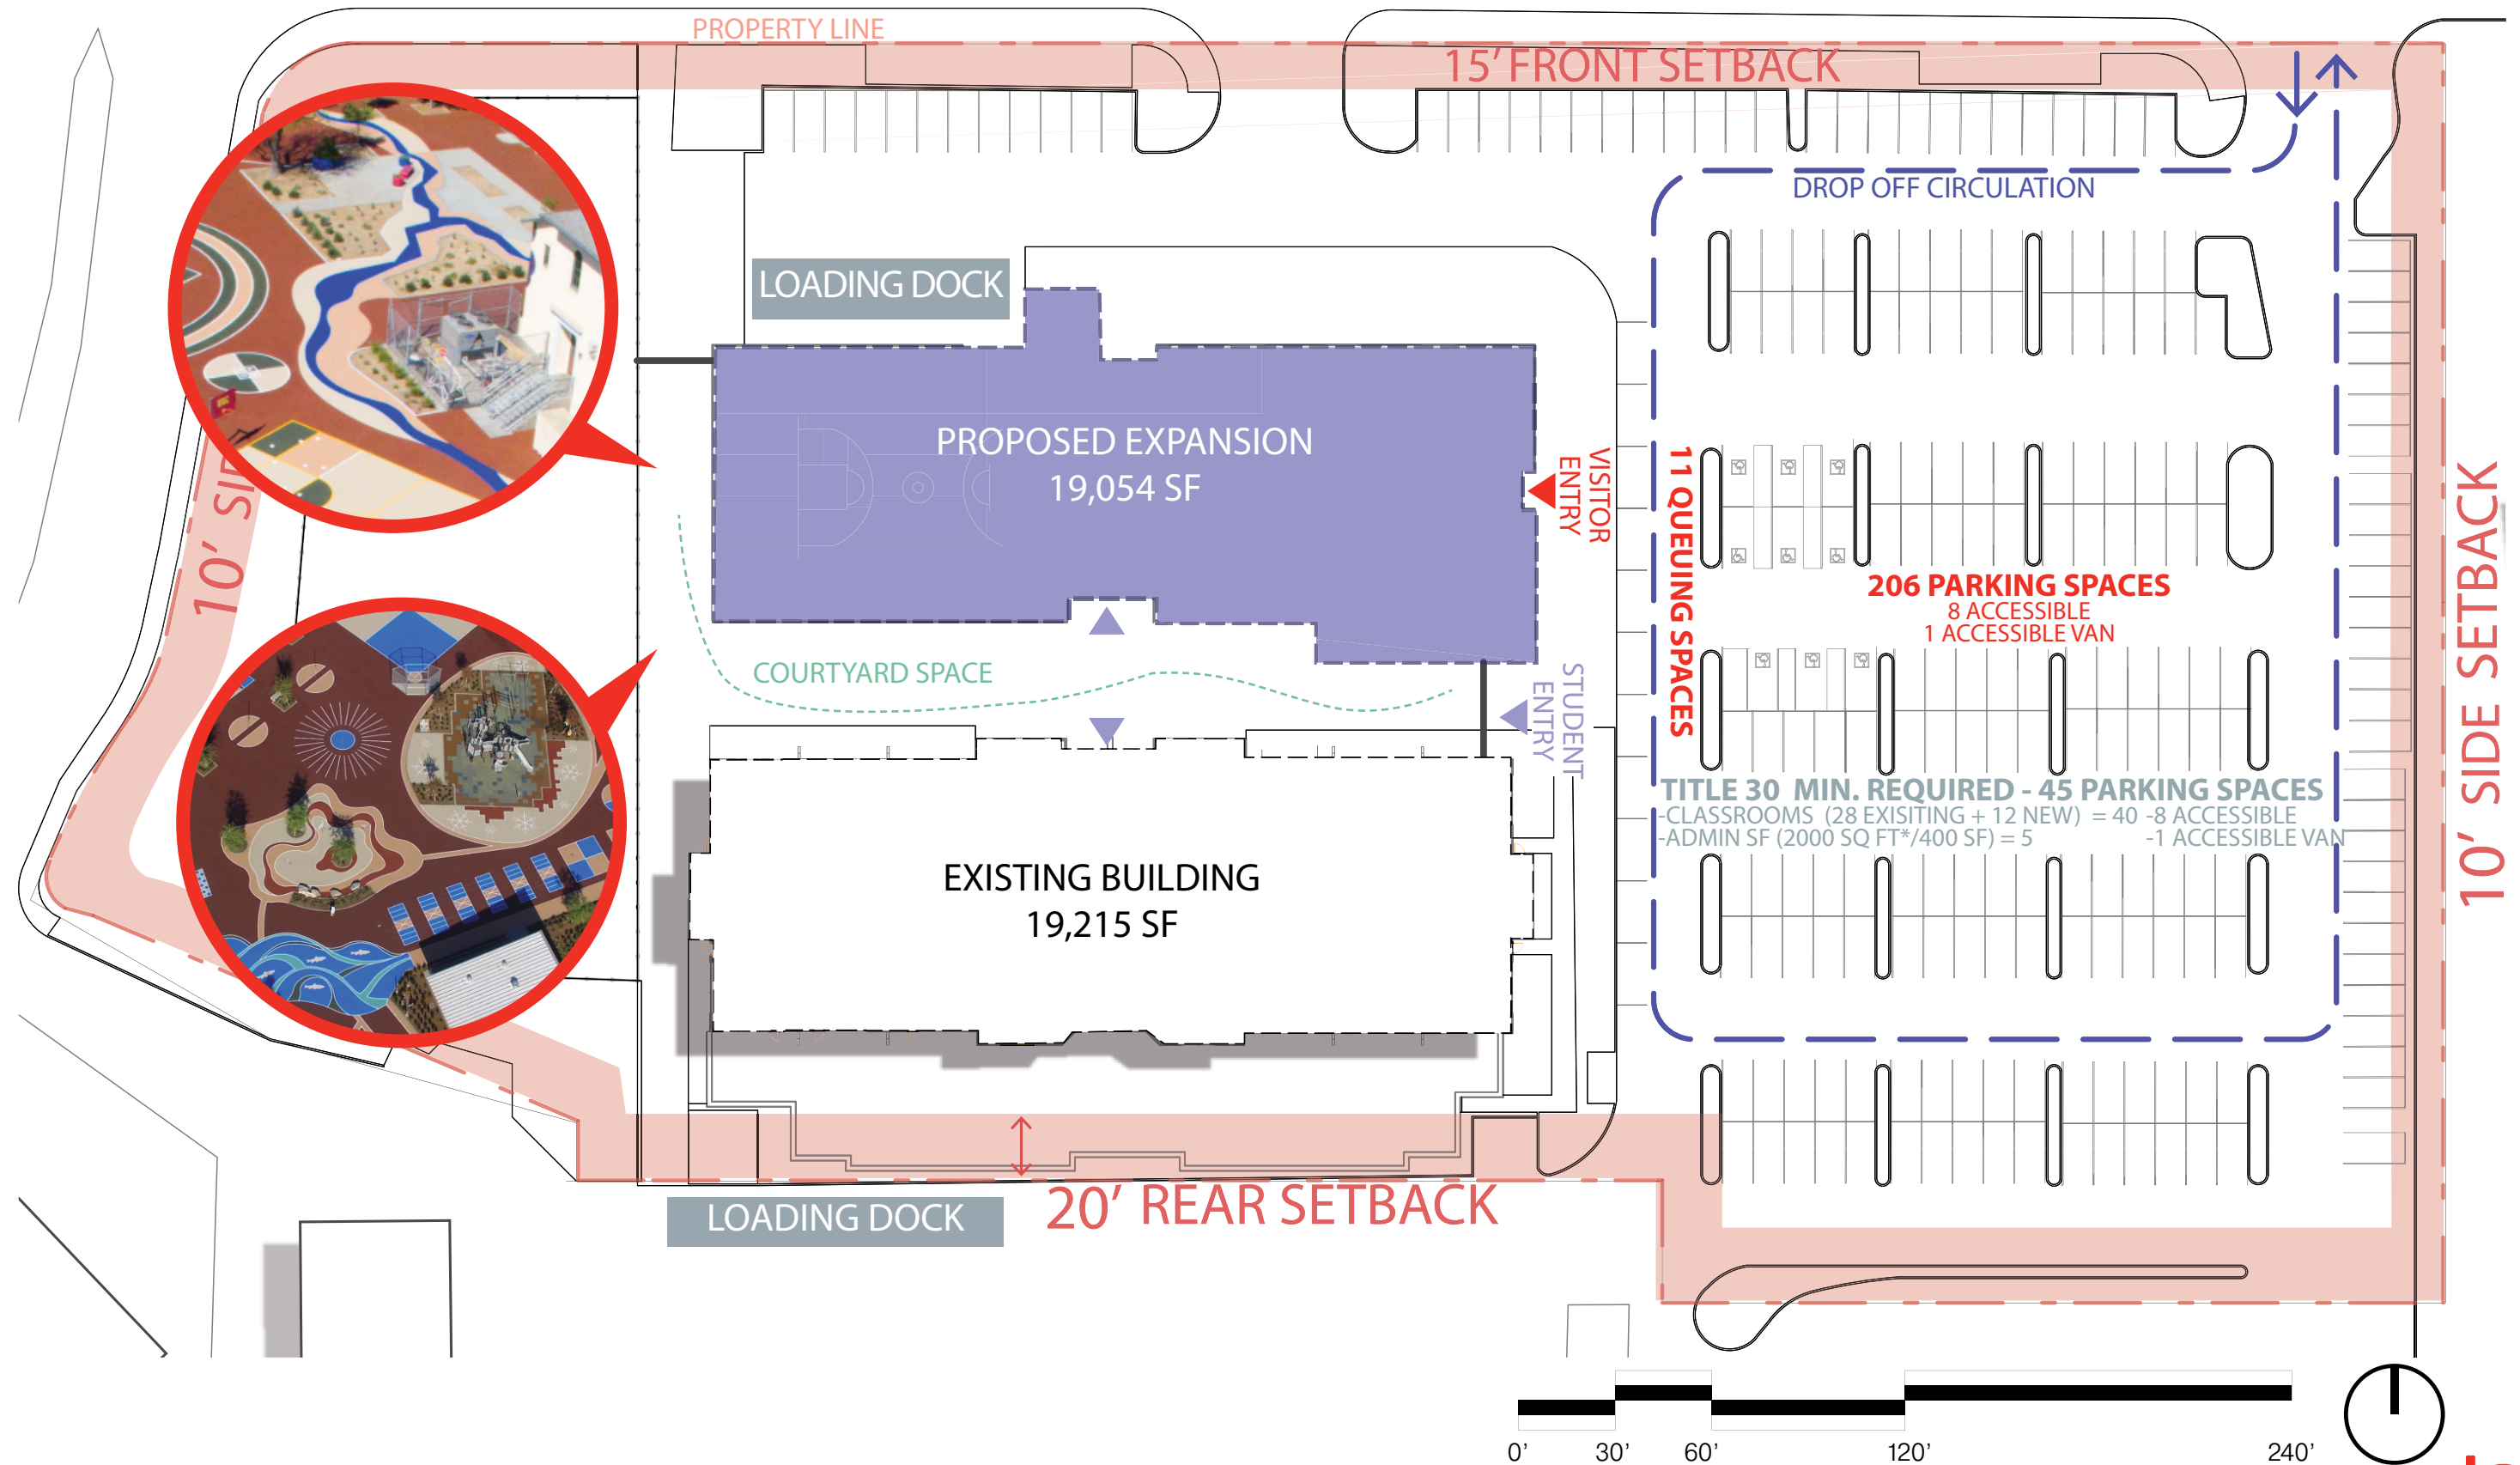 PROPERTY LINE
15’ FRONT SETBACK
DROP OFF CIRCULATION
LOADING DOCK
PROPOSED EXPANSION
19,054 SF
VISITOR
ENTRY
11 QUEUING SPACES
10’
206 PARKING SPACES
8 ACCESSIBLE
1 ACCESSIBLE VAN
10’ SIDE SETBACK
COURTYARD SPACE
STUDENT
ENTRY
TITLE 30 MIN. REQUIRED - 45 PARKING SPACES
-CLASSROOMS (28 EXISITING + 12 NEW) = 40 -8 ACCESSIBLE
-ADMIN SF (2000 SQ FT*/400 SF) = 5 -1 ACCESSIBLE VAN
EXISTING BUILDING
19,215 SF
20’ REAR SETBACK
LOADING DOCK
0’ 30’ 60’ 120’ 240’